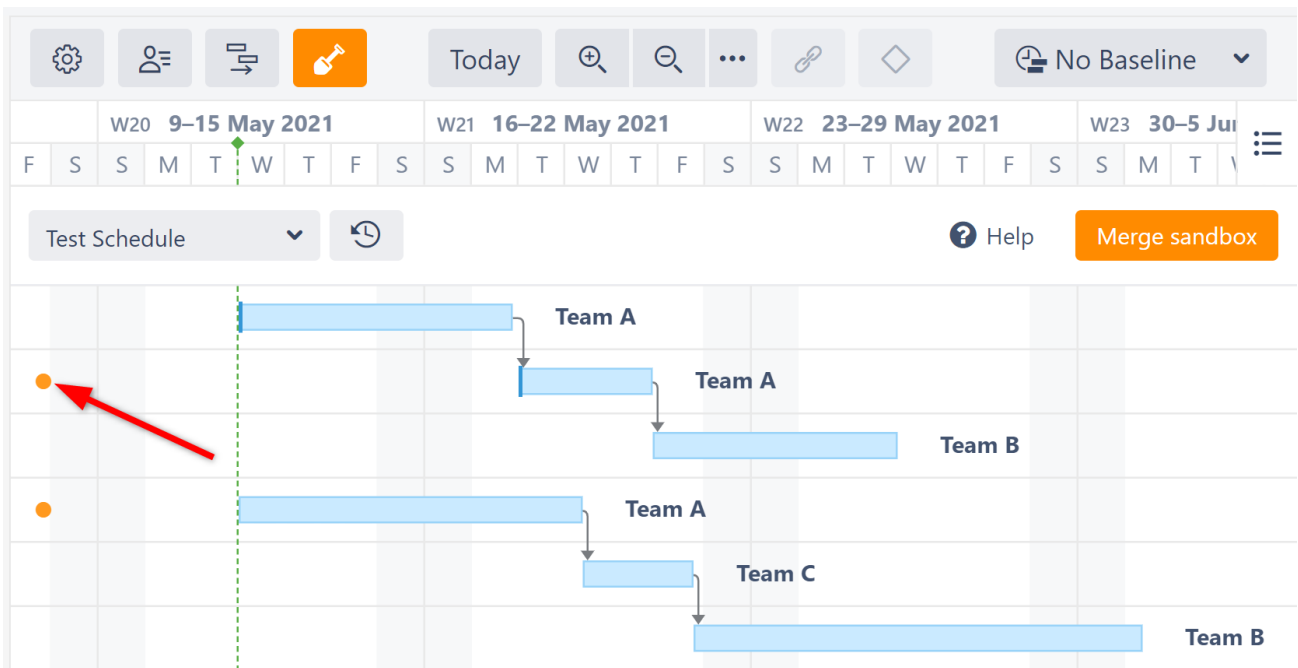 Today ••• No Baseline
W20 9–15 May 2021 W21 16–22 May 2021 W22 23–29 May 2021 W23 30–5
F S S M T W T F S S M T W T F S S M T W T F S S M T
Test Schedule Help Merge sandbox
Team A
Team A
Team B
Team A
Team C
Team B